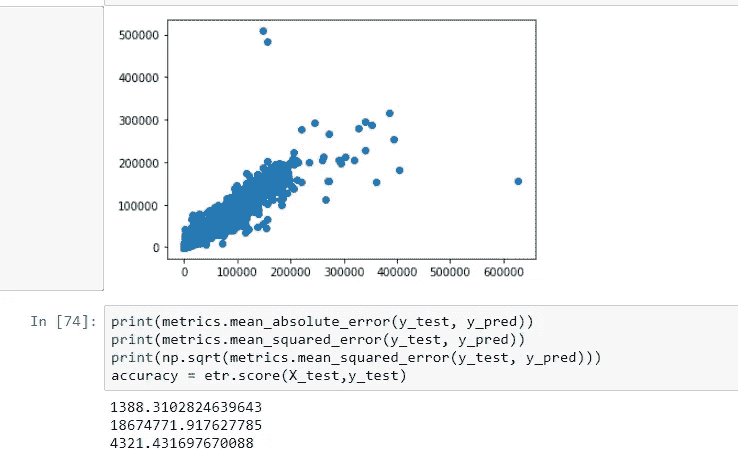 500000
400000
300000
200000
100000
0
0 100000 200000 300000 400000 500000 600000
In [74]: print(metrics.mean_absolute_error(y_test, y_pred))
print(metrics.mean_squared_error(y_test, y_pred))
print(np.sqrt(metrics.mean_squared_error(y_test, y_pred)))
accuracy = etr.score(X_test,y_test)
1388.3102824639643
18674771.917627785
4321.431697670088